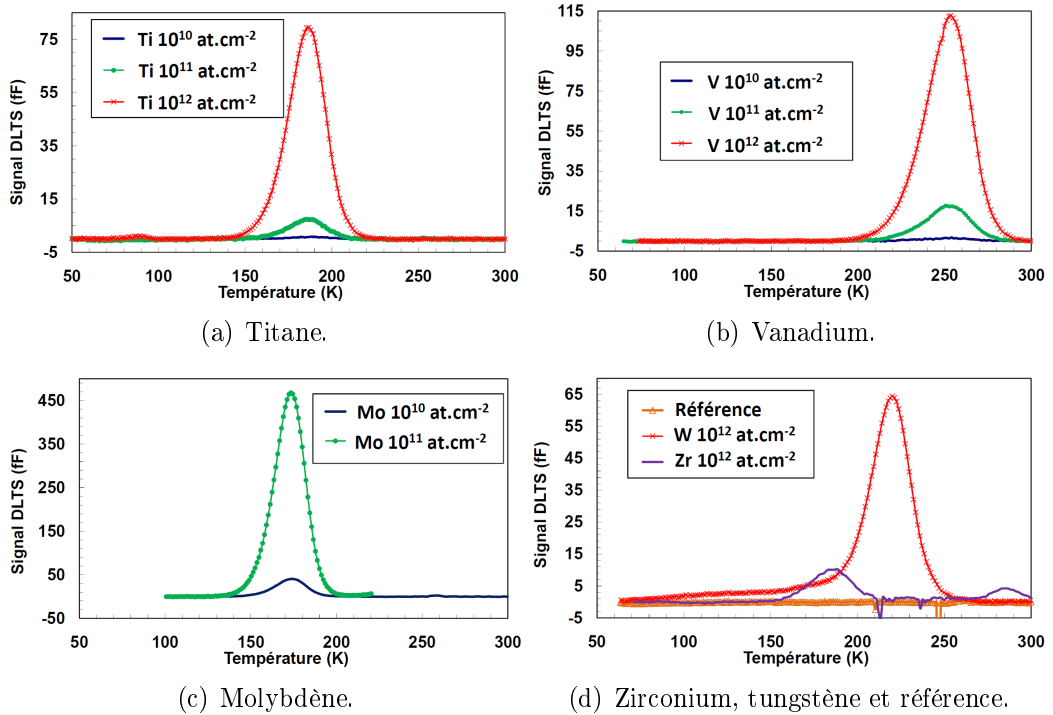 Signal DLTS (fF)
75
55
35
15
-5
Ti 10¹⁰ at.cm⁻²
Ti 10¹¹ at.cm⁻²
Ti 10¹² at.cm⁻²
50 100 150 200 250 300
Température (K)
(a) Titane.
Signal DLTS (fF)
115
95
75
55
35
15
-5
V 10¹⁰ at.cm⁻²
V 10¹¹ at.cm⁻²
V 10¹² at.cm⁻²
50 100 150 200 250 300
Température (K)
(b) Vanadium.
Signal DLTS (fF)
450
350
250
150
50
-50
Mo 10¹⁰ at.cm⁻²
Mo 10¹¹ at.cm⁻²
50 100 150 200 250 300
Température (K)
(c) Molybdène.
Signal DLTS (fF)
65
55
45
35
25
15
5
-5
Référence
W 10¹² at.cm⁻²
Zr 10¹² at.cm⁻²
50 100 150 200 250 300
Température (K)
(d) Zirconium, tungstène et référence.